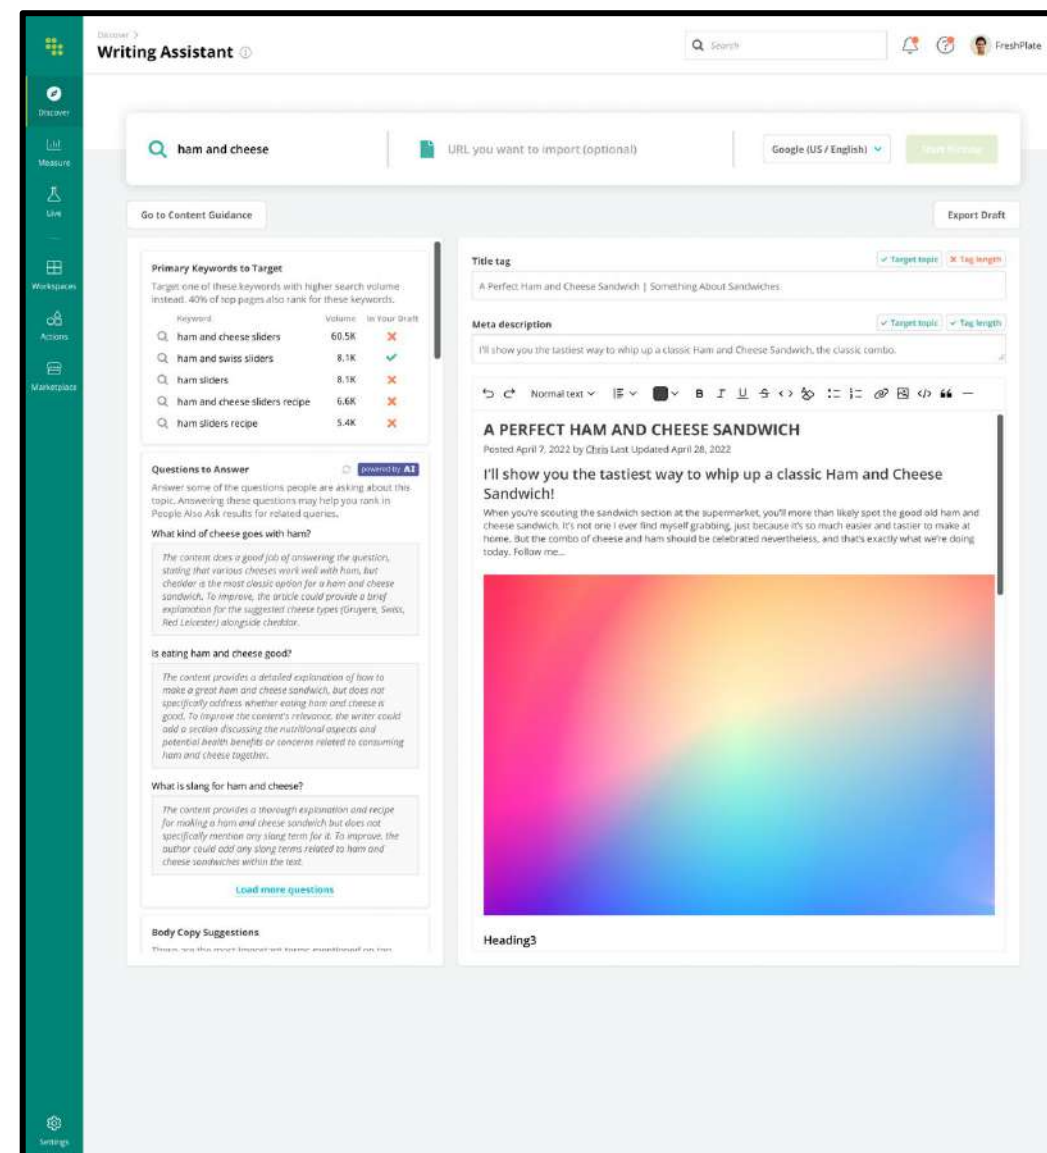 Discover >
Writing Assistant
Search
FreshPlate
Discover
Measure
Live
Workspaces
Actions
Marketplace
Settings
ham and cheese
URL you want to import (optional)
Google (US / English)
Go to Content Guidance
Export Draft
Primary Keywords to Target
Target one of these keywords with higher search volume
instead. 40% of top pages also rank for these keywords.
Keyword Volume In Your Draft
ham and cheese sliders 60.5K
ham and swiss sliders 8.1K
ham sliders 8.1K
ham and cheese sliders recipe 6.6K
ham sliders recipe 5.4K
Questions to Answer
powered by AI
Answer some of the questions people are asking about this
topic. Answering these questions may help you rank in
People Also Ask results for related queries.
What kind of cheese goes with ham?
The content does a good job of answering the question,
stating that various cheeses work well with ham, but
cheddar is the most classic option for a ham and cheese
sandwich. To improve, the article could provide a brief
explanation for the suggested cheese types (Gruyere, Swiss,
Red Leicester) alongside cheddar.
Is eating ham and cheese good?
The content provides a detailed explanation of how to
make a great ham and cheese sandwich, but does not
specifically address whether eating ham and cheese is
good. To improve the content's relevance, the writer could
add a section discussing the nutritional aspects and
potential health benefits or concerns related to consuming
ham and cheese together.
What is slang for ham and cheese?
The content provides a thorough explanation and recipe
for making a ham and cheese sandwich but does not
specifically mention any slang term for it. To improve, the
author could add any slang terms related to ham and
cheese sandwiches within the text.
Load more questions
Body Copy Suggestions
Title tag
Target topic
Tag length
A Perfect Ham and Cheese Sandwich | Something About Sandwiches
Meta description
Target topic
Tag length
I'll show you the tastiest way to whip up a classic Ham and Cheese Sandwich, the classic combo.
Normal text
B I U S
A PERFECT HAM AND CHEESE SANDWICH
Posted April 7, 2022 by Chris Last Updated April 28, 2022
I'll show you the tastiest way to whip up a classic Ham and Cheese
Sandwich!
When you're scouting the sandwich section at the supermarket, you'll more than likely spot the good old ham and
cheese sandwich. It's not one I ever find myself grabbing, just because it's so much easier and tastier to make at
home. But the combo of cheese and ham should be celebrated nevertheless, and that's exactly what we're doing
today. Follow me...
Heading3